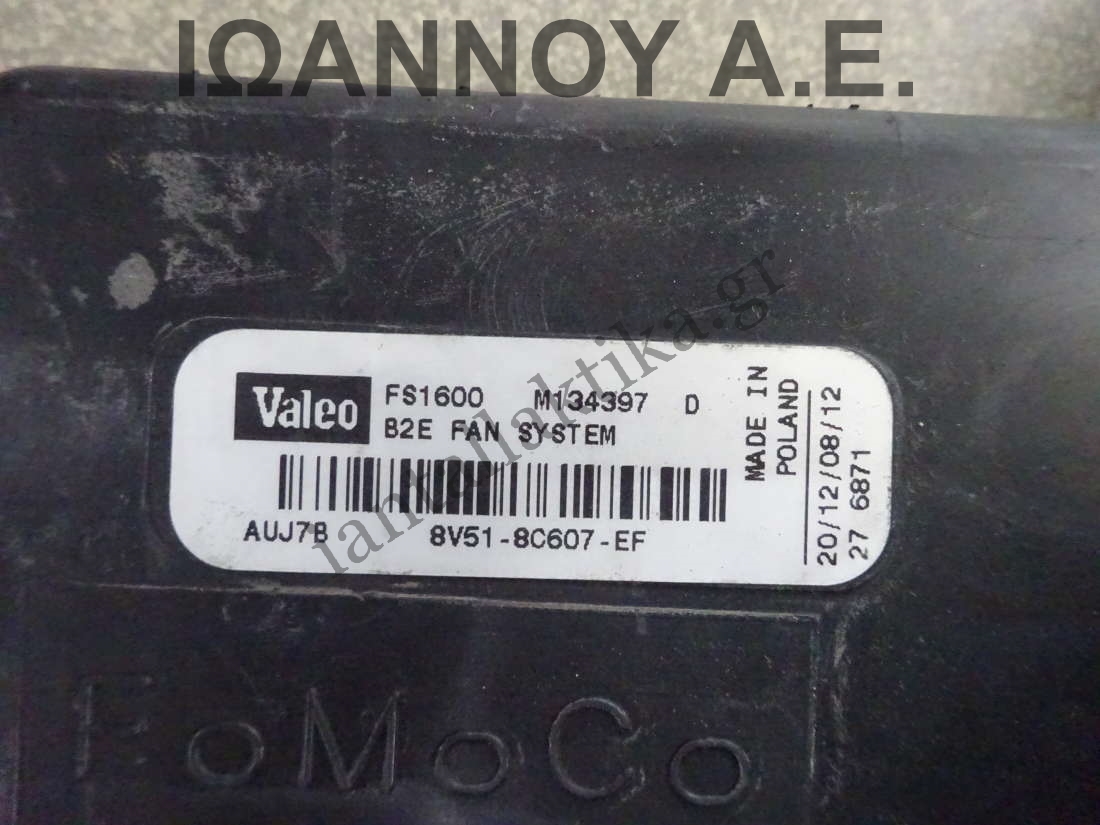 ΙΩΑΝΝΟΥ Α.Ε.
Valeo FS1600 M134397 D
B2E FAN SYSTEM
AUJ7B 8V51-8C607-EF
MADE IN
POLAND
20/12/08/12
27 6871
iantallaktika.gr
FoMoCo